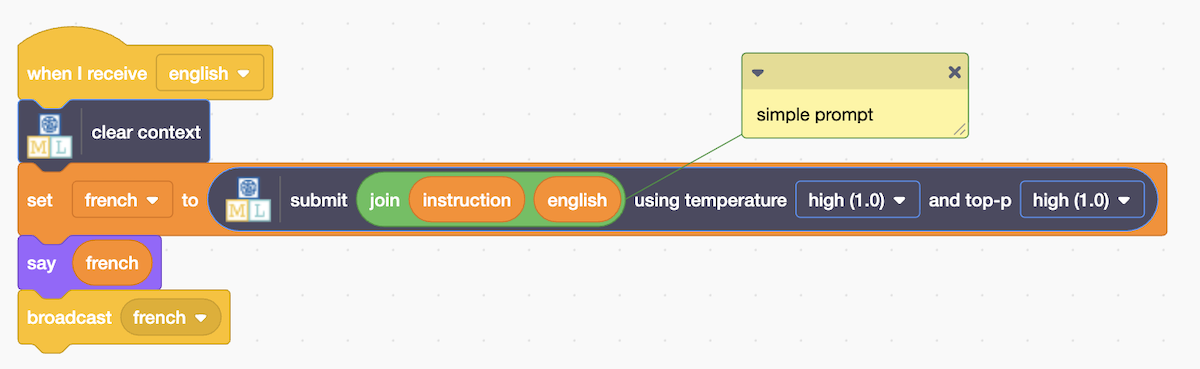 when I receive english
simple prompt
M L clear context
set french to M L submit join instruction english using temperature high (1.0) and top-p high (1.0)
say french
broadcast french